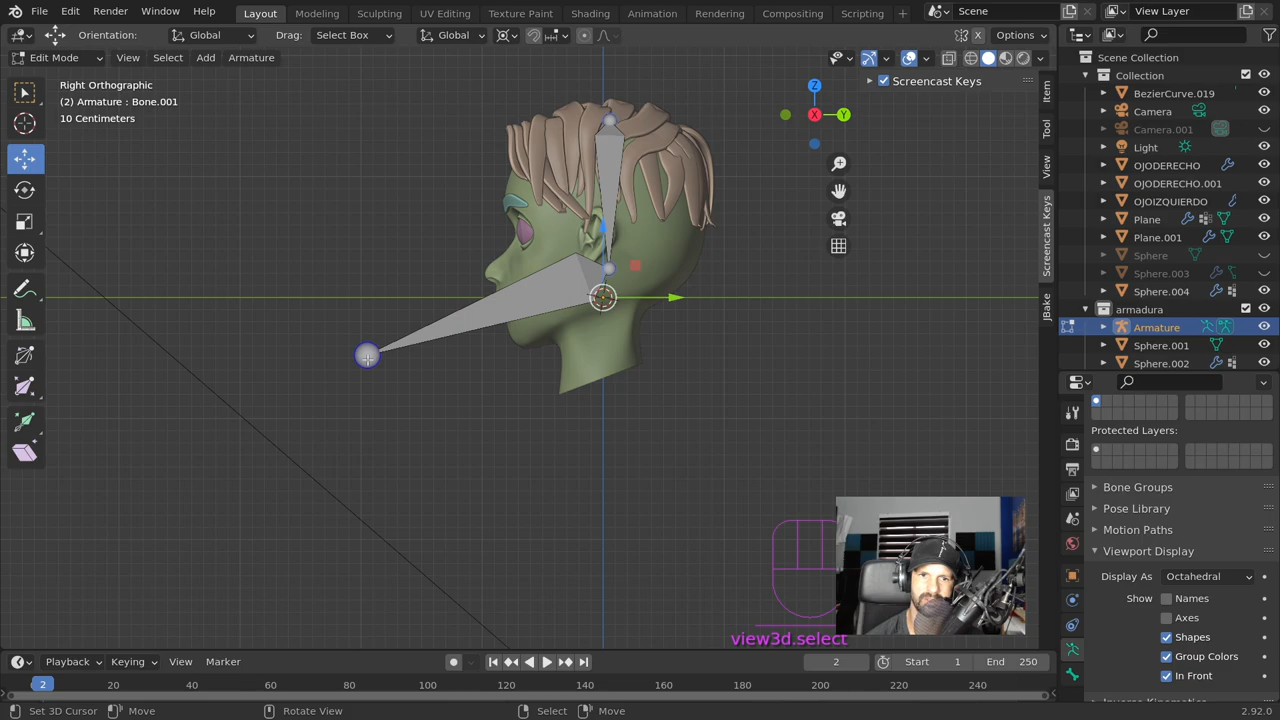 File Edit Render Window Help
Layout Modeling Sculpting UV Editing Texture Paint Shading Animation Rendering Compositing Scripting
Scene View Layer
Orientation: Global Drag: Select Box Global Options
Edit Mode View Select Add Armature
Right Orthographic
(2) Armature : Bone.001
10 Centimeters
Screencast Keys
Z
X
Y
Item
Tool
View
Screencast Keys
JBake
Scene Collection
Collection
BezierCurve.019
Camera
Camera.001
Light
OJODERECHO
OJODERECHO.001
OJOIZQUIERDO
Plane
Plane.001
Sphere
Sphere.003
Sphere.004
armadura
Armature
Sphere.001
Sphere.002
Protected Layers:
Bone Groups
Pose Library
Motion Paths
Viewport Display
Display As Octahedral
Show Names
Axes
Shapes
Group Colors
In Front
view3d.select
Playback Keying View Marker
2 Start 1 End 250
2 20 40 60 80 100 120 140 160 180 200 220 240
Set 3D Cursor Move Rotate View Select Move 2.92.0